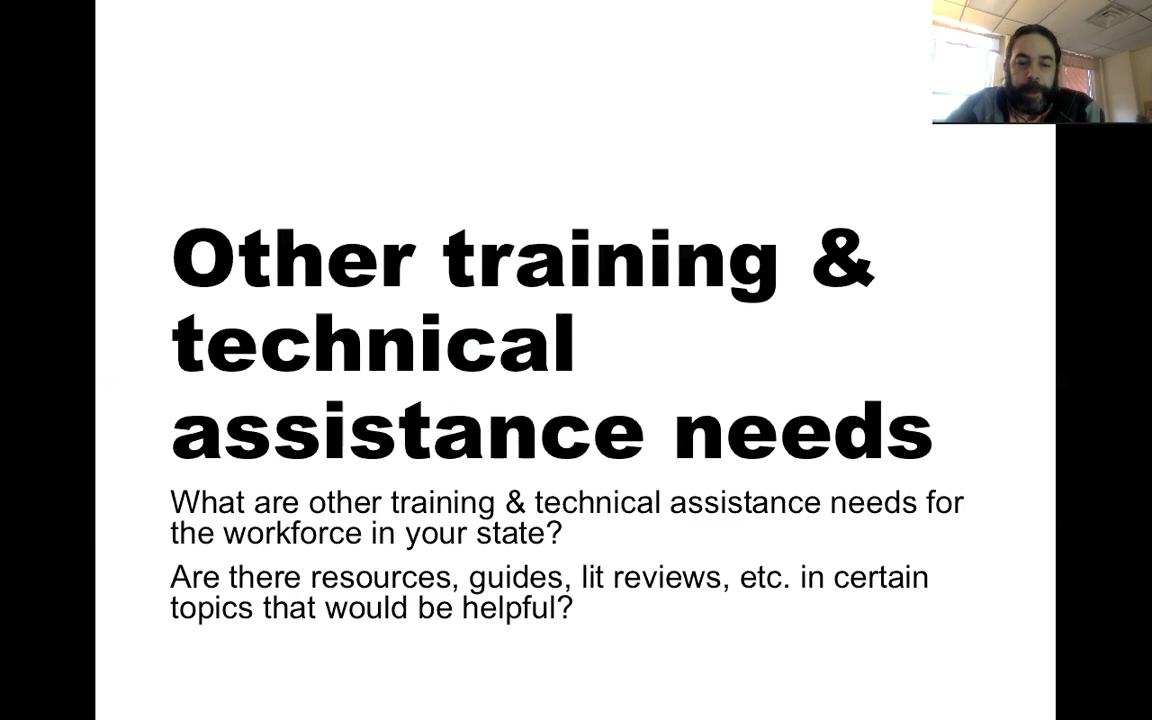 Other training &
technical
assistance needs
What are other training & technical assistance needs for
the workforce in your state?
Are there resources, guides, lit reviews, etc. in certain
topics that would be helpful?